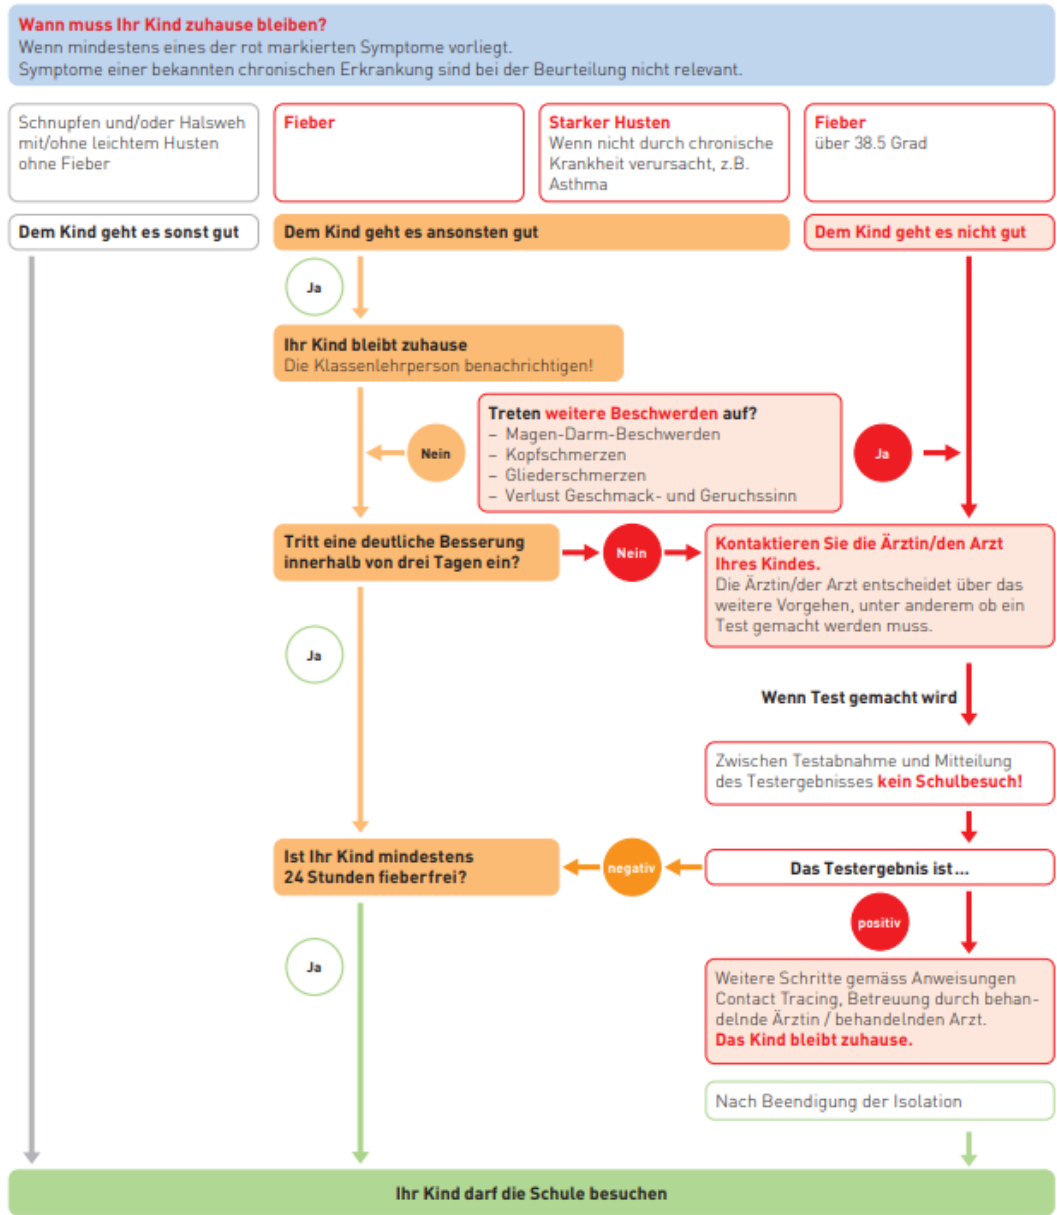 Wann muss Ihr Kind zuhause bleiben?
Wenn mindestens eines der rot markierten Symptome vorliegt.
Symptome einer bekannten chronischen Erkrankung sind bei der Beurteilung nicht relevant.
Schnupfen und/oder Halsweh
mit/ohne leichtem Husten
ohne Fieber
Fieber
Starker Husten
Wenn nicht durch chronische
Krankheit verursacht, z.B.
Asthma
Fieber
über 38.5 Grad
Dem Kind geht es sonst gut
Dem Kind geht es ansonsten gut
Dem Kind geht es nicht gut
Ja
Ihr Kind bleibt zuhause
Die Klassenlehrperson benachrichtigen!
Treten weitere Beschwerden auf?
– Magen-Darm-Beschwerden
– Kopfschmerzen
– Gliederschmerzen
– Verlust Geschmack- und Geruchssinn
Nein
Ja
Tritt eine deutliche Besserung
innerhalb von drei Tagen ein?
Nein
Kontaktieren Sie die Ärztin/den Arzt
Ihres Kindes.
Die Ärztin/der Arzt entscheidet über das
weitere Vorgehen, unter anderem ob ein
Test gemacht werden muss.
Ja
Wenn Test gemacht wird
Zwischen Testabnahme und Mitteilung
des Testergebnisses kein Schulbesuch!
Ist Ihr Kind mindestens
24 Stunden fieberfrei?
negativ
Das Testergebnis ist...
positiv
Ja
Weitere Schritte gemäss Anweisungen
Contact Tracing, Betreuung durch behan-
delnde Ärztin / behandelnden Arzt.
Das Kind bleibt zuhause.
Nach Beendigung der Isolation
Ihr Kind darf die Schule besuchen